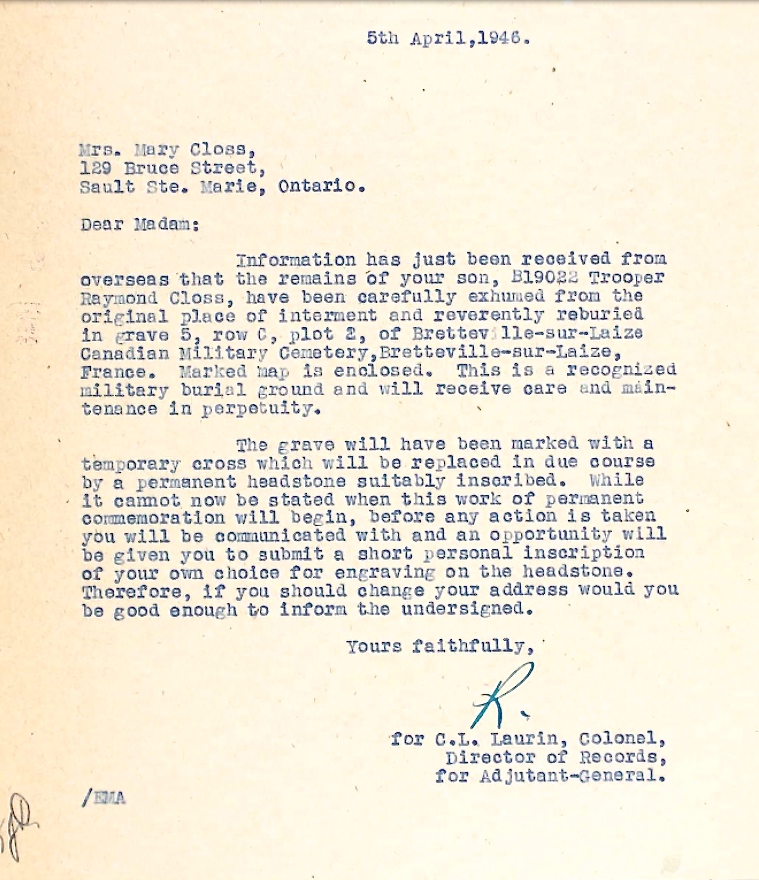 5th April,1946.
Mrs. Mary Closs,
129 Bruce Street,
Sault Ste. Marie, Ontario.
Dear Madam:
Information has just been received from
overseas that the remains of your son, B19022 Trooper
Raymond Closs, have been carefully exhumed from the
original place of interment and reverently reburied
in grave 5, row C, plot 2, of Bretteville-sur-Laize
Canadian Military Cemetery,Bretteville-sur-Laize,
France. Marked map is enclosed. This is a recognized
military burial ground and will receive care and main-
tenance in perpetuity.
The grave will have been marked with a
temporary cross which will be replaced in due course
by a permanent headstone suitably inscribed. While
it cannot now be stated when this work of permanent
commemoration will begin, before any action is taken
you will be communicated with and an opportunity will
be given you to submit a short personal inscription
of your own choice for engraving on the headstone.
Therefore, if you should change your address would you
be good enough to inform the undersigned.
Yours faithfully,
R.
for C.L. Laurin, Colonel,
Director of Records,
for Adjutant-General.
/EMA